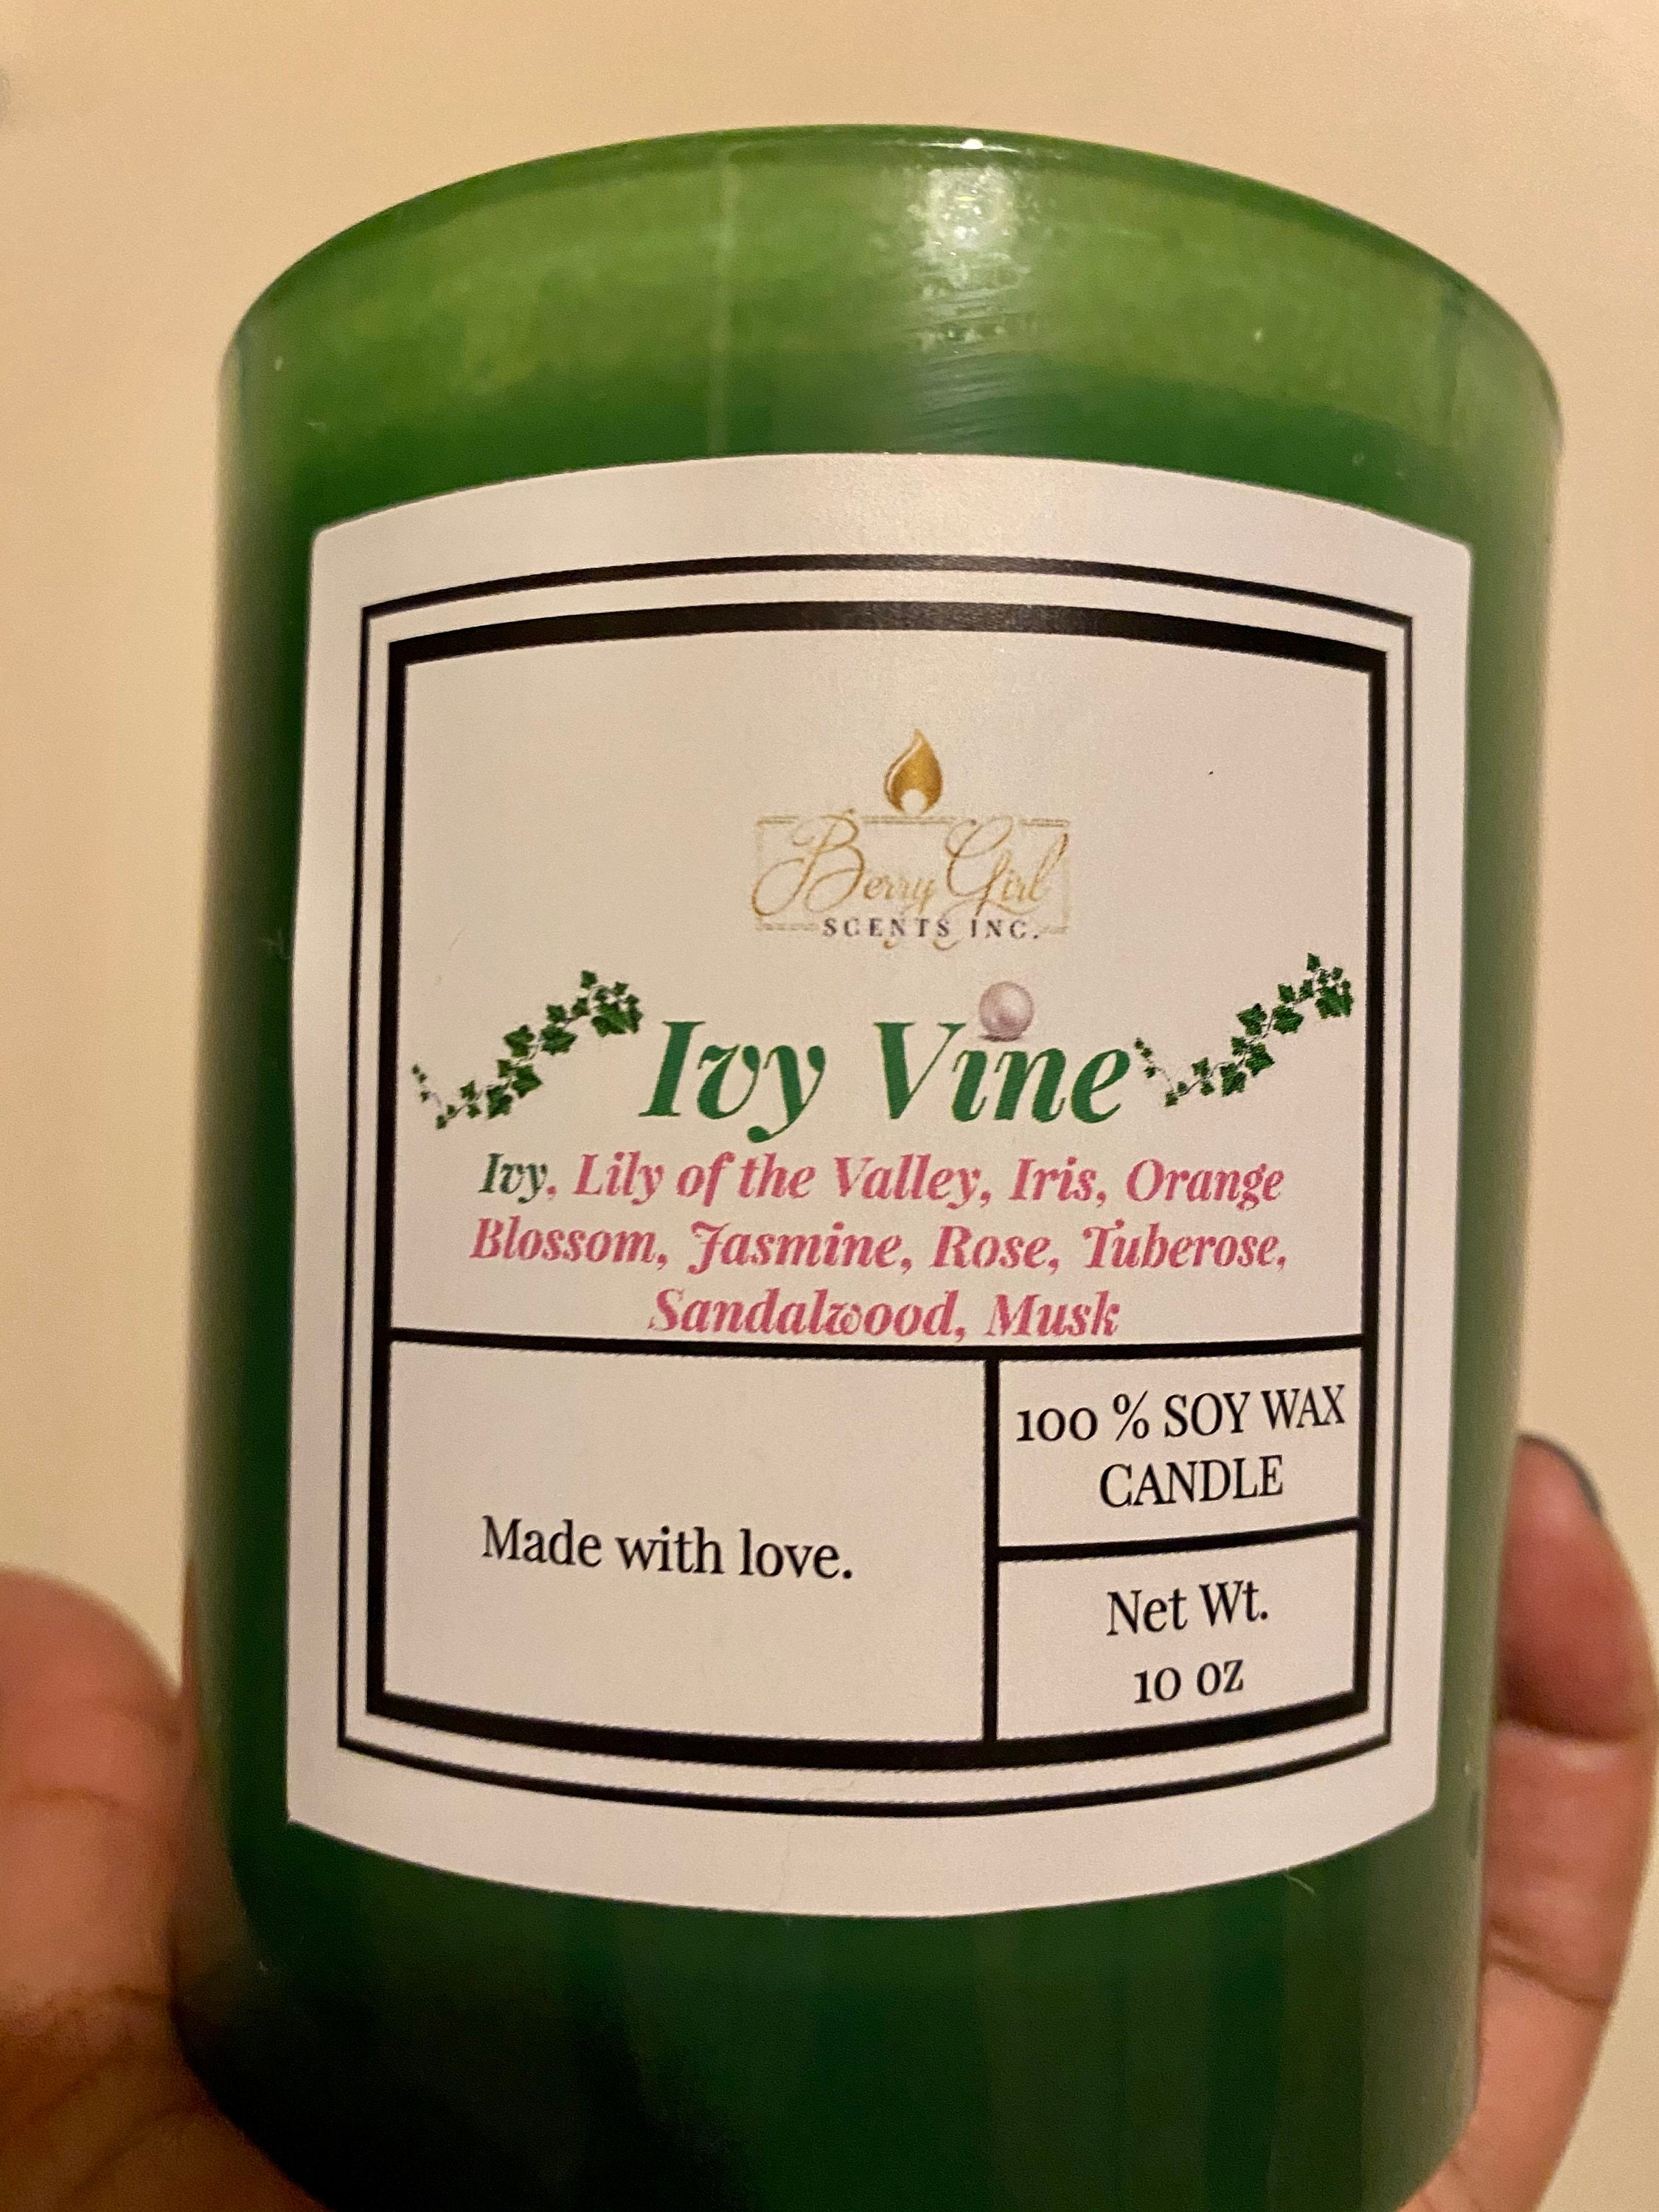 Berry Girl
SCENTS INC.
Ivy Vine
Ivy, Lily of the Valley, Iris, Orange
Blossom, Jasmine, Rose, Tuberose,
Sandalwood, Musk
Made with love.
100 % SOY WAX
CANDLE
Net Wt.
10 oz